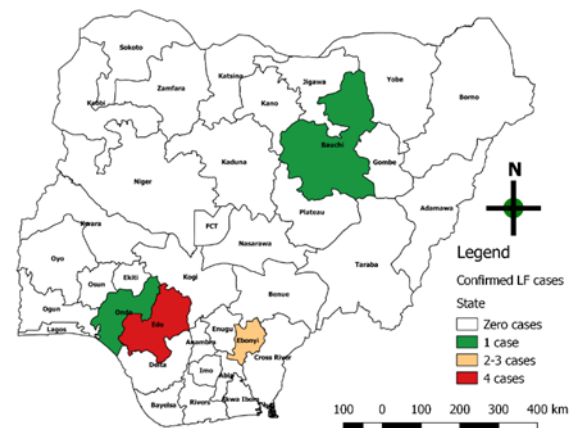 Sokoto
Katsina
Jigawa
Yobe
Borno
Zamfara
Kebbi
Kano
Bauchi
Gombe
Kaduna
Niger
Adamawa
Plateau
FCT
Kwara
Nasarawa
Taraba
Oyo
Kogi
Ekiti
Osun
Benue
Ogun
Ondo
Edo
Lagos
Enugu
Ebonyi
Anambra
Cross River
Delta
Imo
Abia
Bayelsa
Rivers
Akwa Ibom
N
Legend
Confirmed LF cases
State
Zero cases
1 case
2-3 cases
4 cases
100 0 100 200 300 400 km